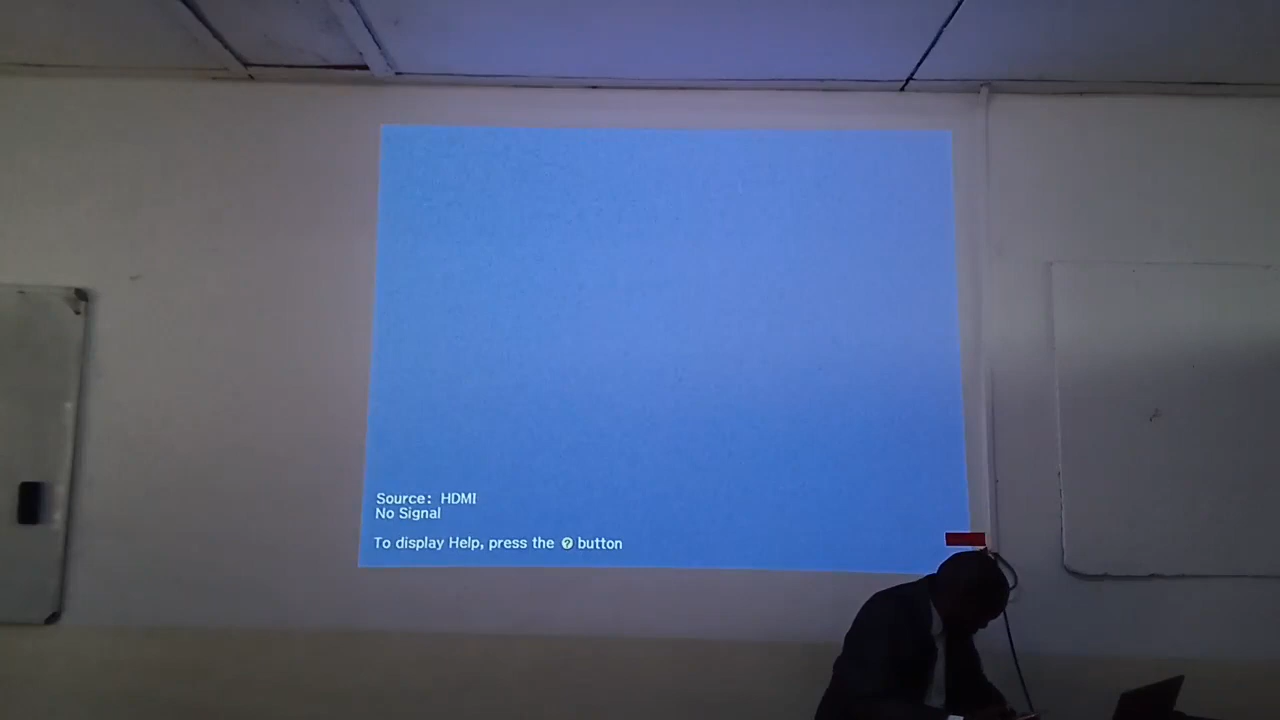 Source: HDMI
No Signal
To display Help, press the ? button